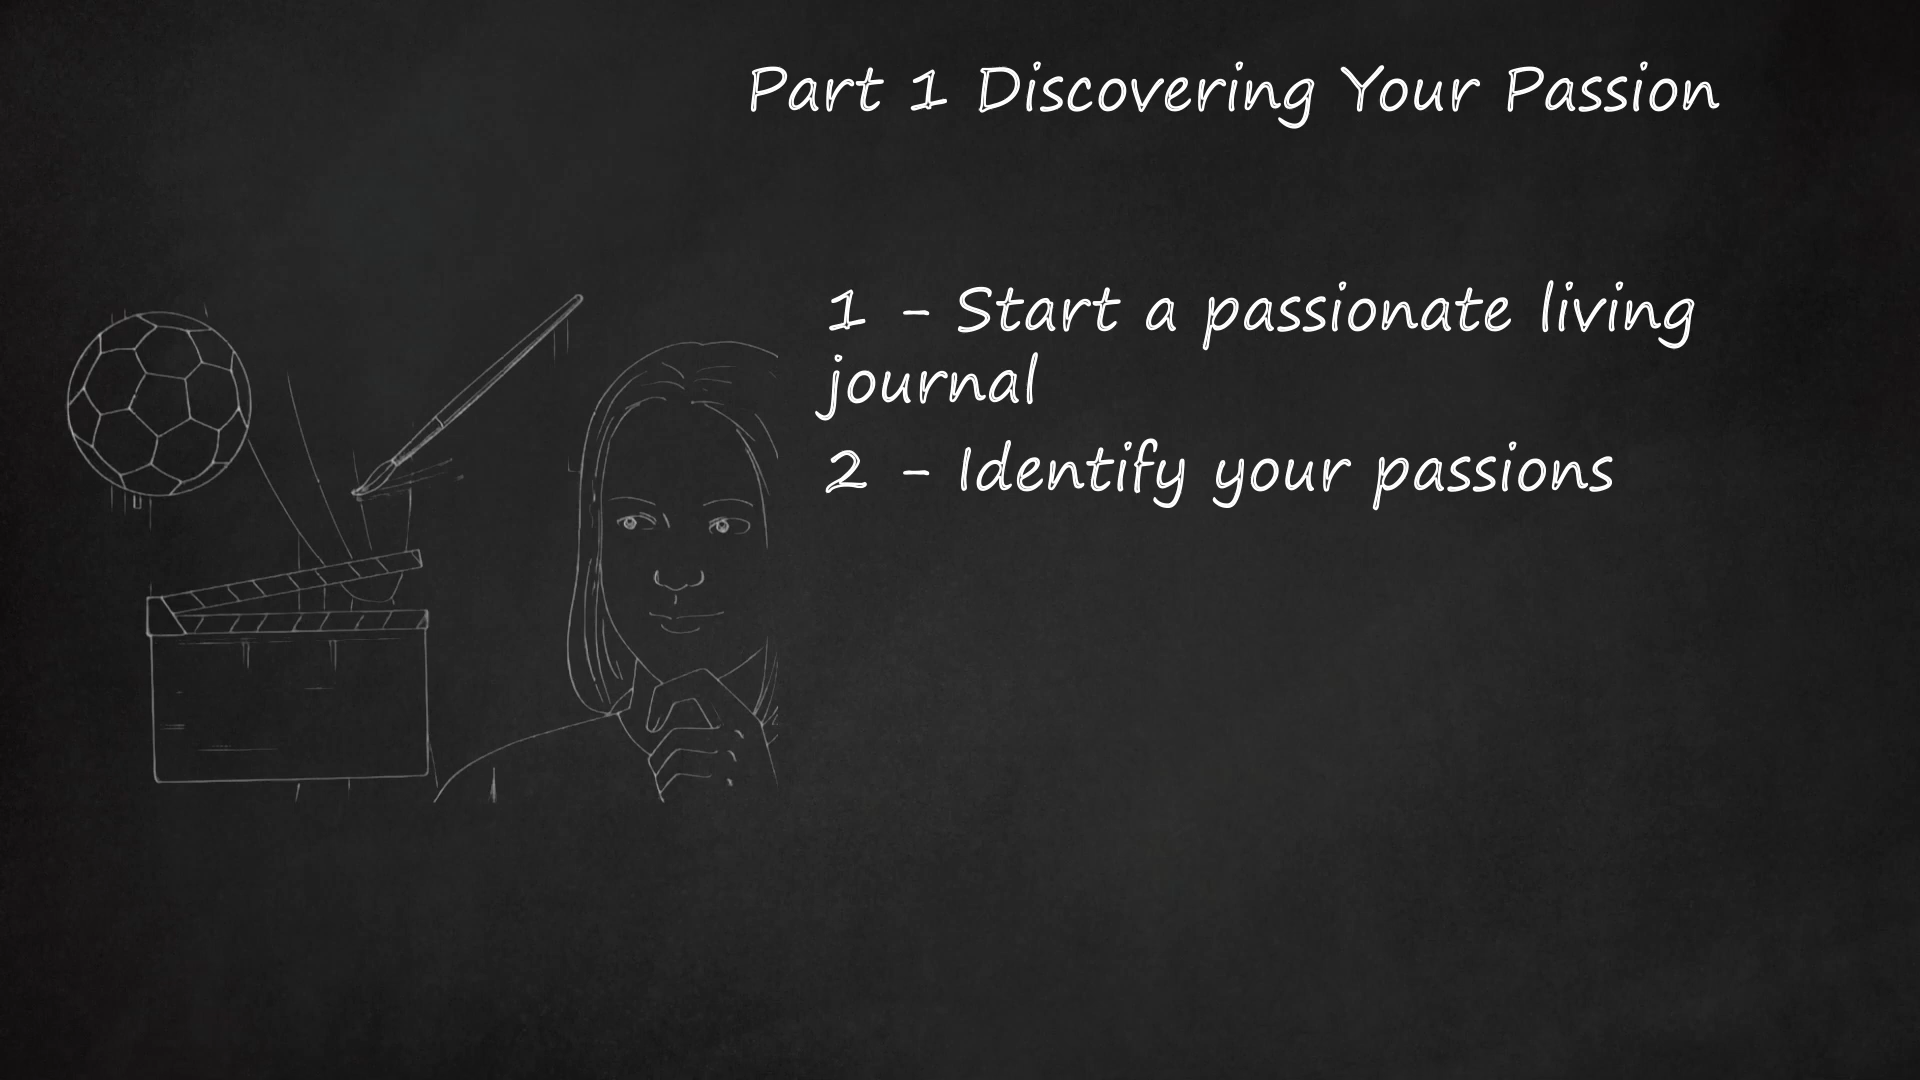 Part 1 Discovering Your Passion
1 - Start a passionate living
journal
2 - Identify your passions